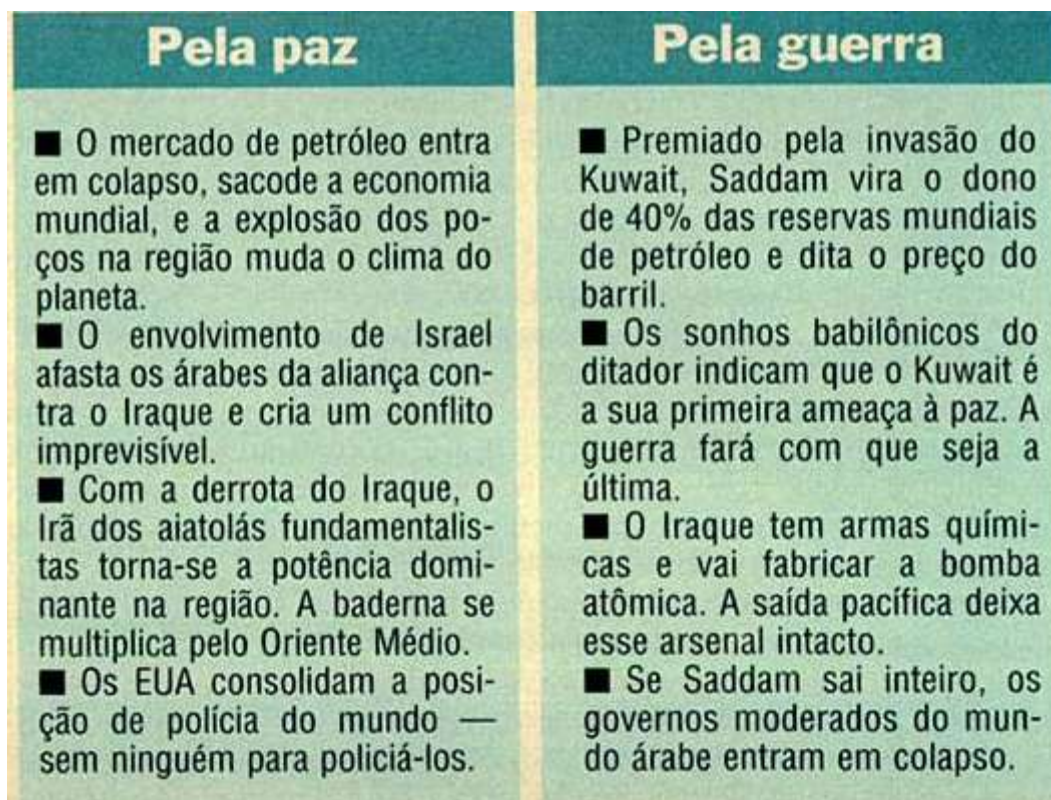 Pela paz
■ O mercado de petróleo entra
em colapso, sacode a economia
mundial, e a explosão dos po-
ços na região muda o clima do
planeta.
■ O envolvimento de Israel
afasta os árabes da aliança con-
tra o Iraque e cria um conflito
imprevisível.
■ Com a derrota do Iraque, o
Irã dos aiatolás fundamentalis-
tas torna-se a potência domi-
nante na região. A baderna se
multiplica pelo Oriente Médio.
■ Os EUA consolidam a posi-
ção de polícia do mundo —
sem ninguém para policiá-los.
Pela guerra
■ Premiado pela invasão do
Kuwait, Saddam vira o dono
de 40% das reservas mundiais
de petróleo e dita o preço do
barril.
■ Os sonhos babilônicos do
ditador indicam que o Kuwait é
a sua primeira ameaça à paz. A
guerra fará com que seja a
última.
■ O Iraque tem armas quími-
cas e vai fabricar a bomba
atômica. A saída pacífica deixa
esse arsenal intacto.
■ Se Saddam sai inteiro, os
governos moderados do mun-
do árabe entram em colapso.